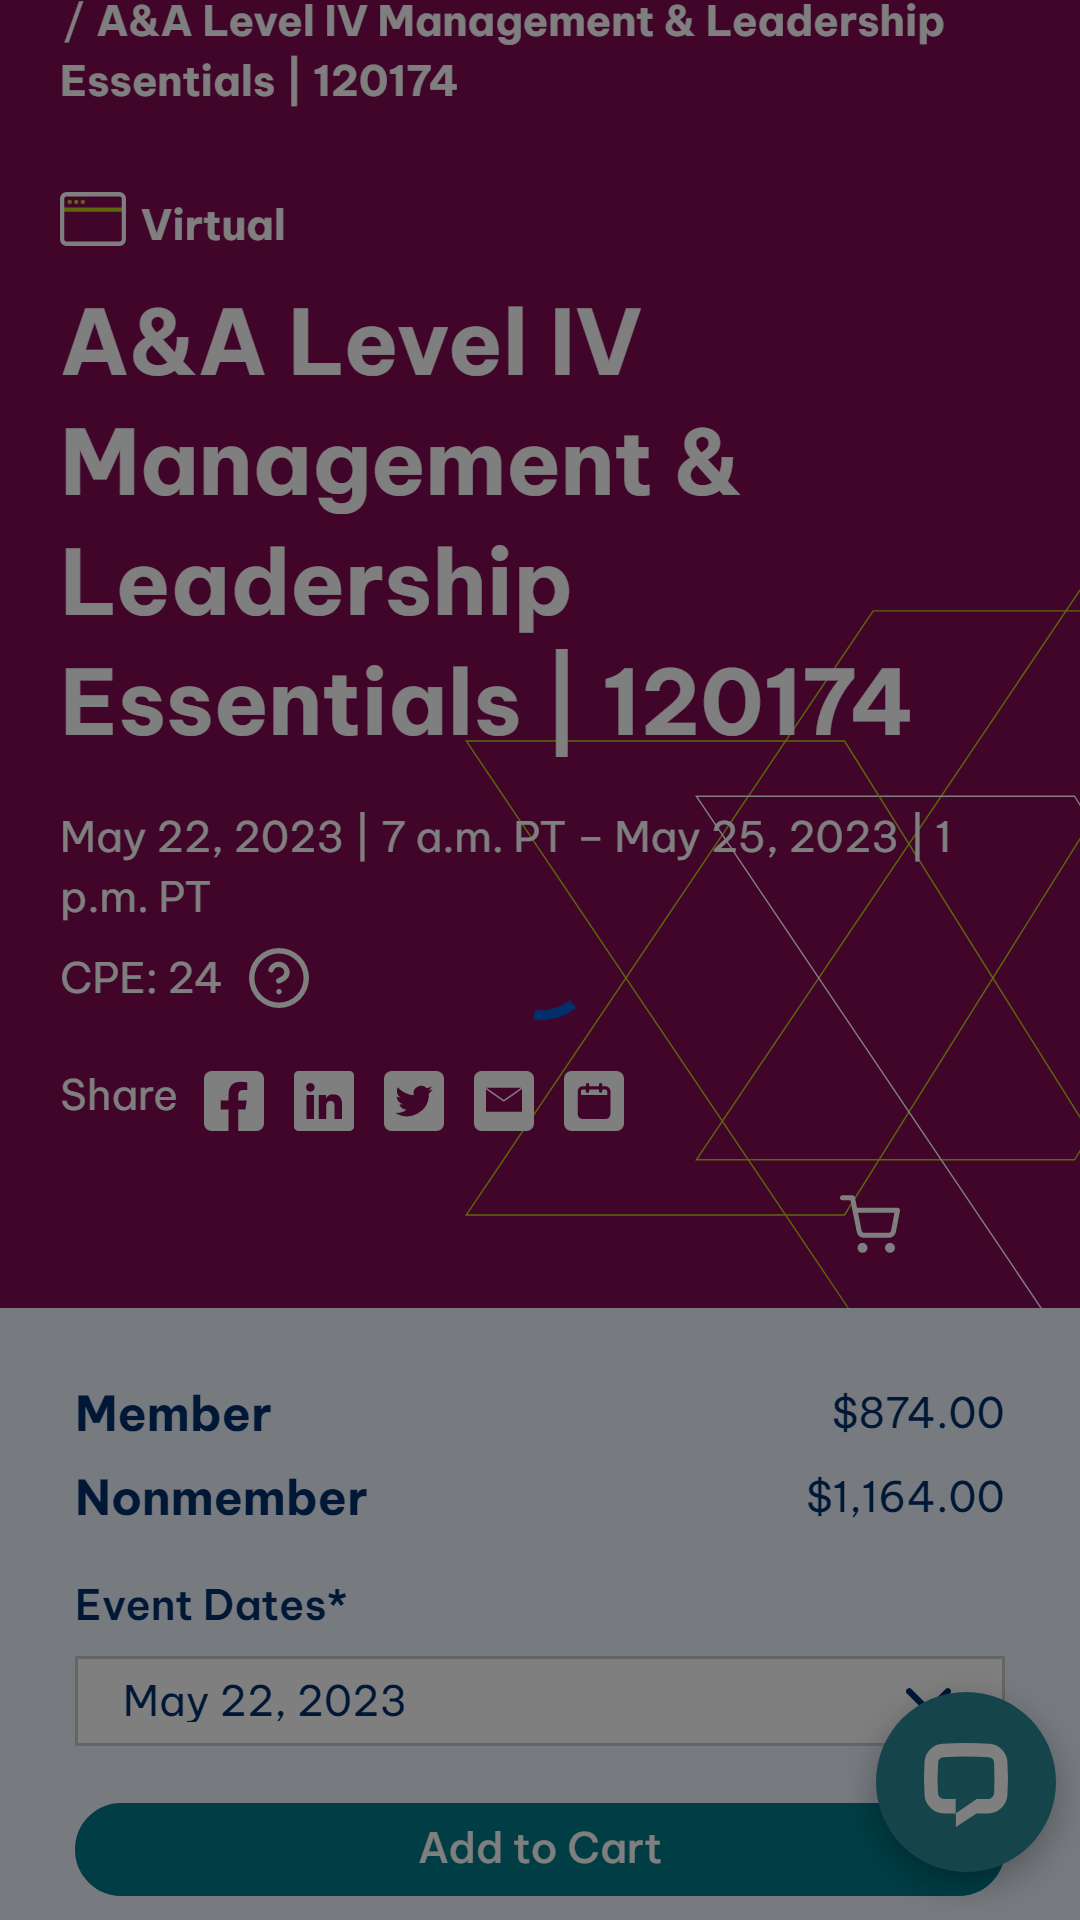 / A&A Level IV Management & Leadership
Essentials | 120174
Virtual
A&A Level IV
Management &
Leadership
Essentials | 120174
May 22, 2023 | 7 a.m. PT – May 25, 2023 | 1
p.m. PT
CPE: 24
Share
Member $874.00
Nonmember $1,164.00
Event Dates*
May 22, 2023
Add to Cart